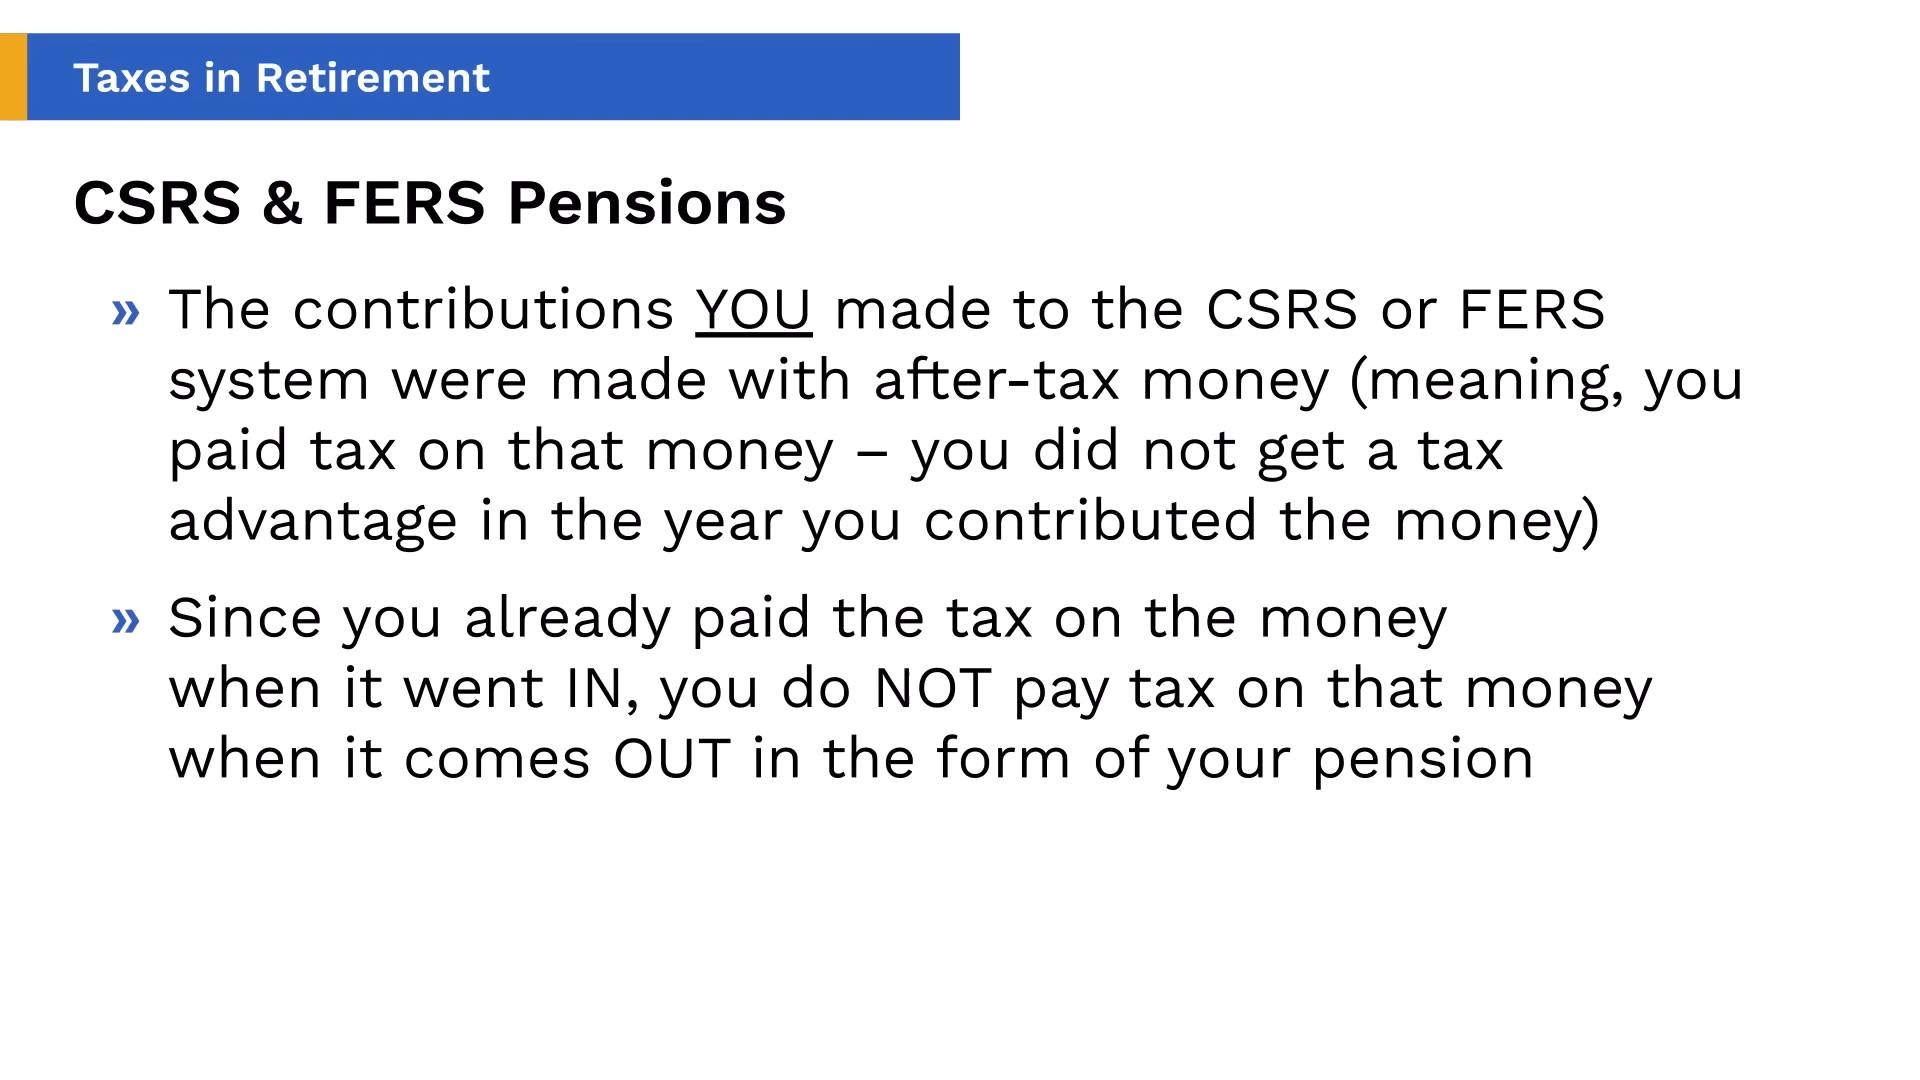 Taxes in Retirement
CSRS & FERS Pensions
» The contributions YOU made to the CSRS or FERS
system were made with after-tax money (meaning, you
paid tax on that money – you did not get a tax
advantage in the year you contributed the money)
» Since you already paid the tax on the money
when it went IN, you do NOT pay tax on that money
when it comes OUT in the form of your pension